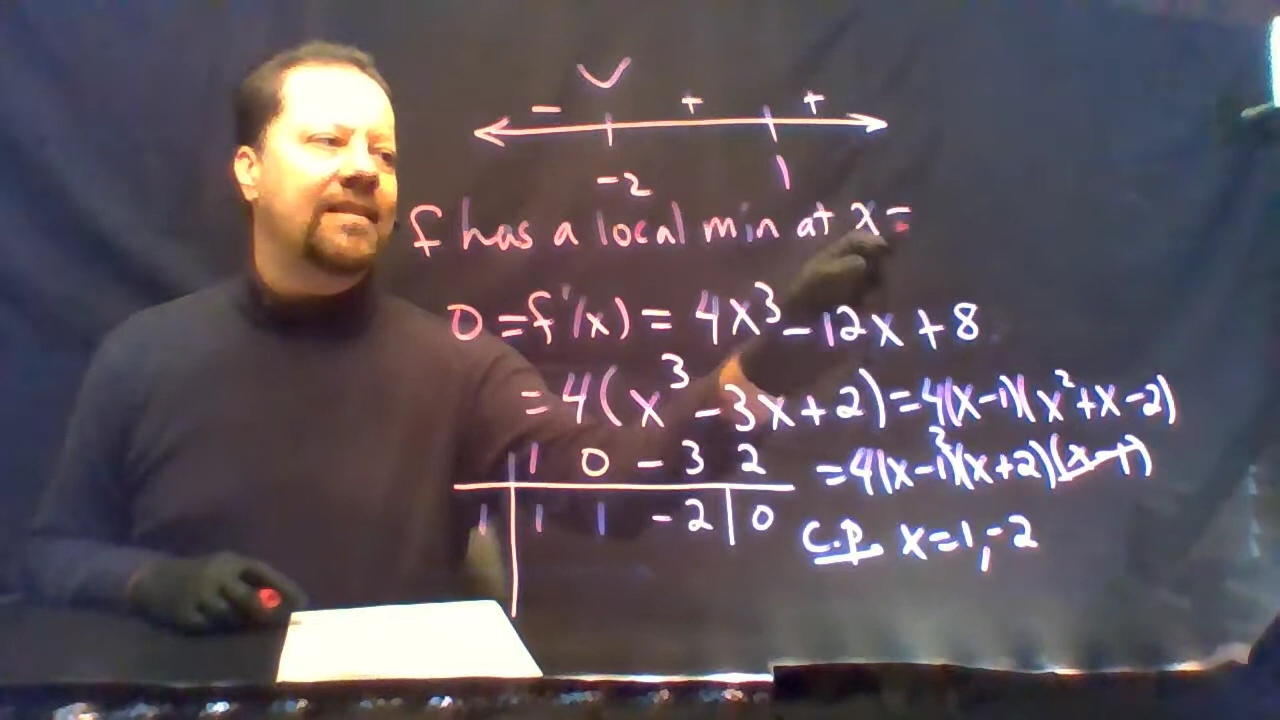 - + +
-2 1
f has a local min at x=
0 = f'(x) = 4x³ - 12x + 8
= 4(x³ - 3x + 2) = 4(x-1)(x²+x-2)
1 0 -3 2 = 4(x-1)²(x+2)(x-1)
1 1 1 -2 0 C.P. x=1,-2